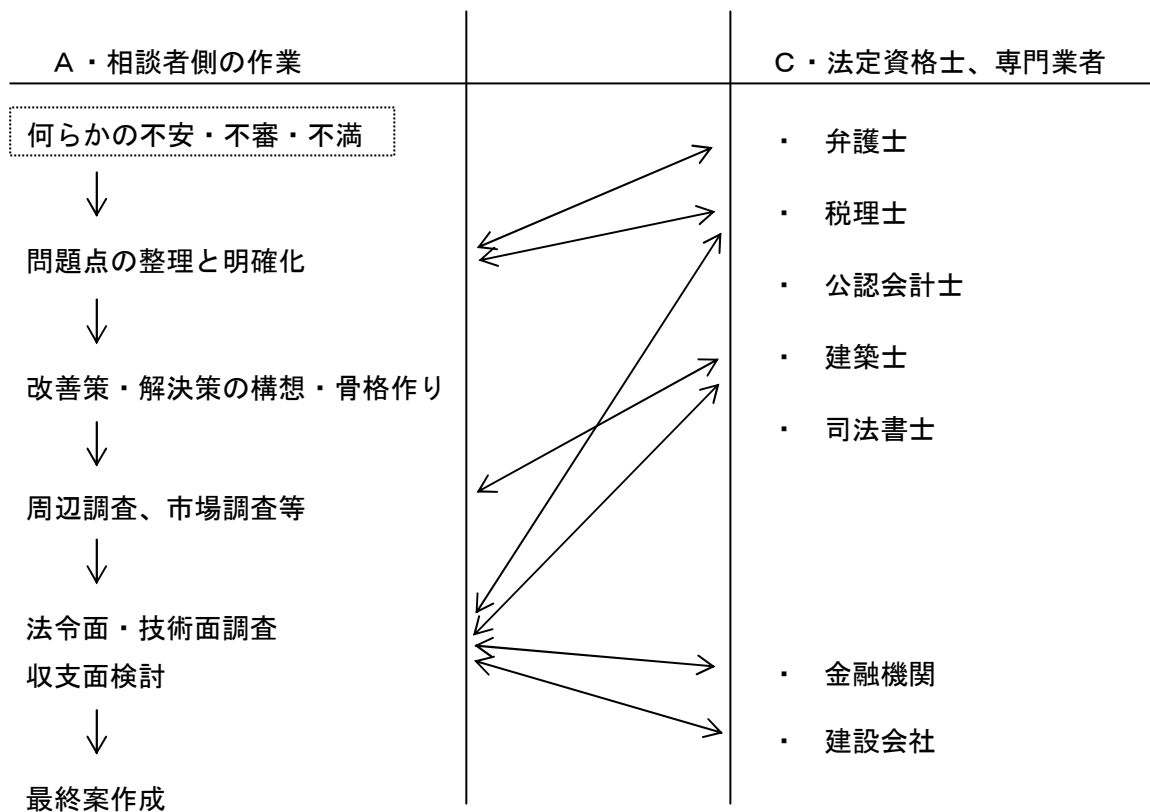 A・相談者側の作業
何らかの不安・不審・不満
問題点の整理と明確化
改善策・解決策の構想・骨格作り
周辺調査、市場調査等
法令面・技術面調査
収支面検討
最終案作成
C・法定資格士、専門業者
・ 弁護士
・ 税理士
・ 公認会計士
・ 建築士
・ 司法書士
・ 金融機関
・ 建設会社